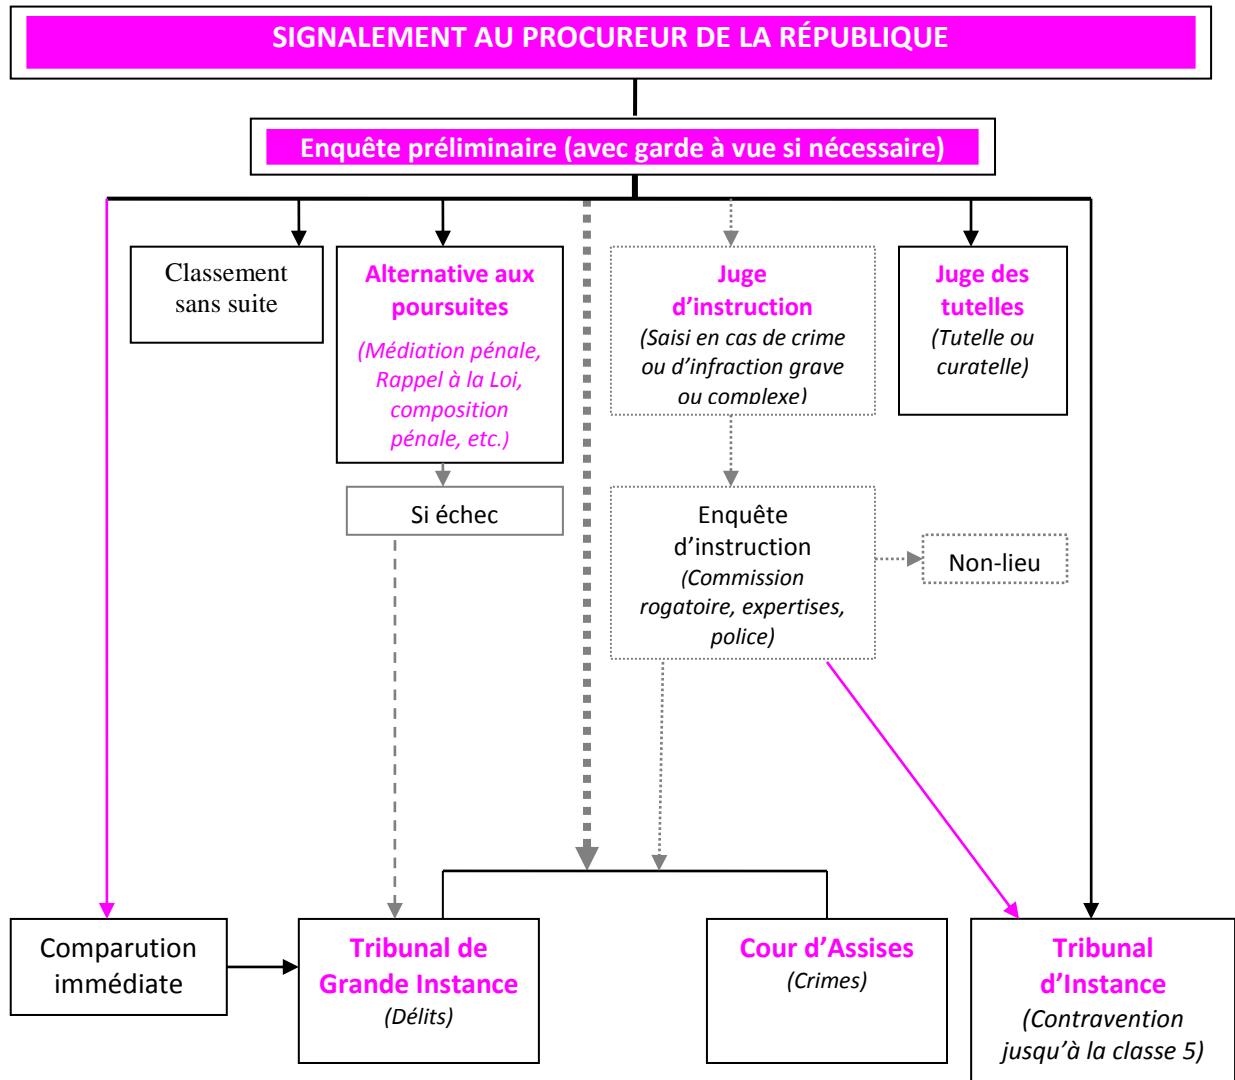 SIGNALEMENT AU PROCUREUR DE LA RÉPUBLIQUE
Enquête préliminaire (avec garde à vue si nécessaire)
Classement
sans suite
Alternative aux
poursuites
(Médiation pénale,
Rappel à la Loi,
composition
pénale, etc.)
Juge
d’instruction
(Saisi en cas de crime
ou d’infraction grave
ou complexe)
Juge des
tutelles
(Tutelle ou
curatelle)
Si échec
Enquête
d’instruction
(Commission
rogatoire, expertises,
police)
Non-lieu
Comparution
immédiate
Tribunal de
Grande Instance
(Délits)
Cour d’Assises
(Crimes)
Tribunal
d’Instance
(Contravention
jusqu’à la classe 5)